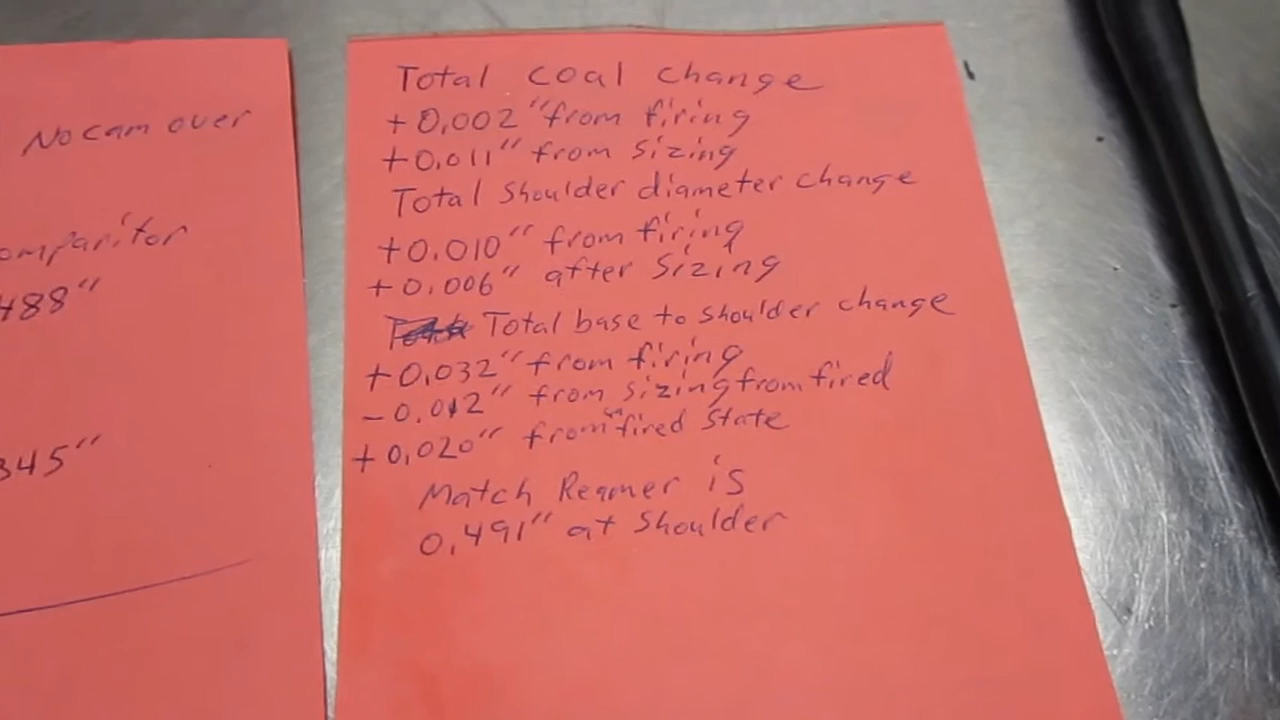 No cam over
omparitor
488"
345"
Total coal change
+0.002" from firing
+0.011" from sizing
Total shoulder diameter change
+0.010" from firing
+0.006" after sizing
Total base to shoulder change
+0.032" from firing
-0.012" from sizing from fired
+0.020" from un fired state
Match Reamer is
0.491" at shoulder